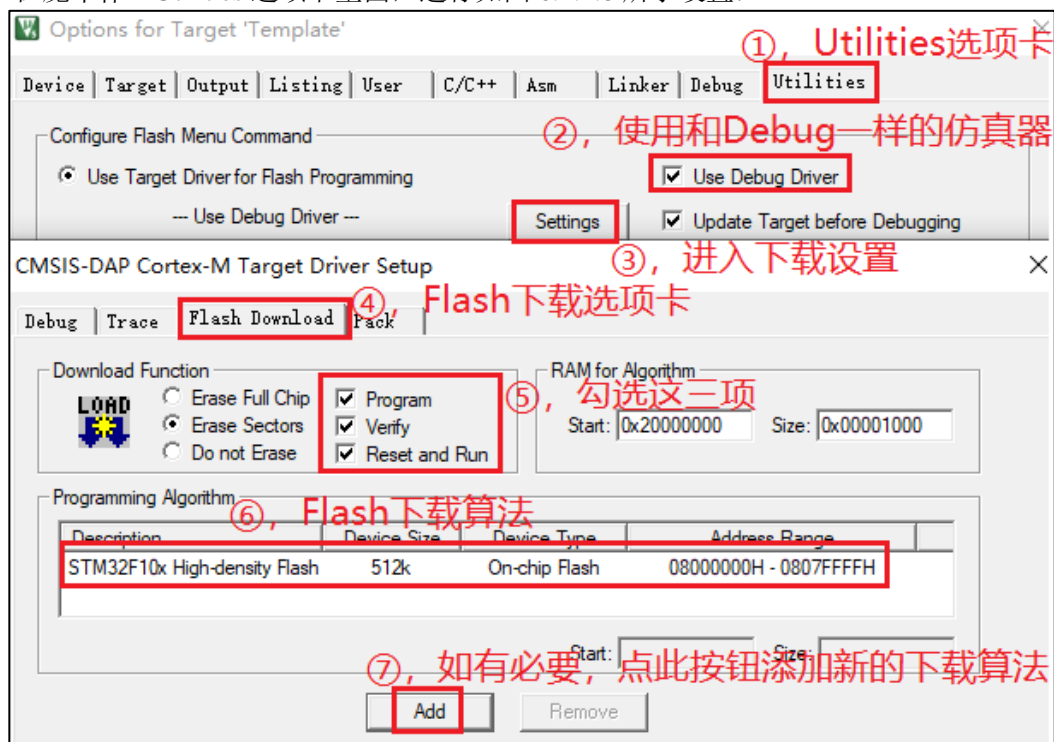 Options for Target 'Template'
①，Utilities选项卡
Device Target Output Listing User C/C++ Asm Linker Debug Utilities
Configure Flash Menu Command
②，使用和Debug一样的仿真器
Use Target Driver for Flash Programming
Use Debug Driver
--- Use Debug Driver ---
Settings
Update Target before Debugging
③，进入下载设置
CMSIS-DAP Cortex-M Target Driver Setup
④，Flash下载选项卡
Debug Trace Flash Download Pack
Download Function
LOAD
Erase Full Chip
Erase Sectors
Do not Erase
Program
Verify
Reset and Run
⑤，勾选这三项
RAM for Algorithm
Start: 0x20000000 Size: 0x00001000
Programming Algorithm
⑥，Flash下载算法
Description Device Size Device Type Address Range
STM32F10x High-density Flash 512k On-chip Flash 08000000H - 0807FFFFH
Start: Size:
⑦，如有必要，点此按钮添加新的下载算法
Add Remove